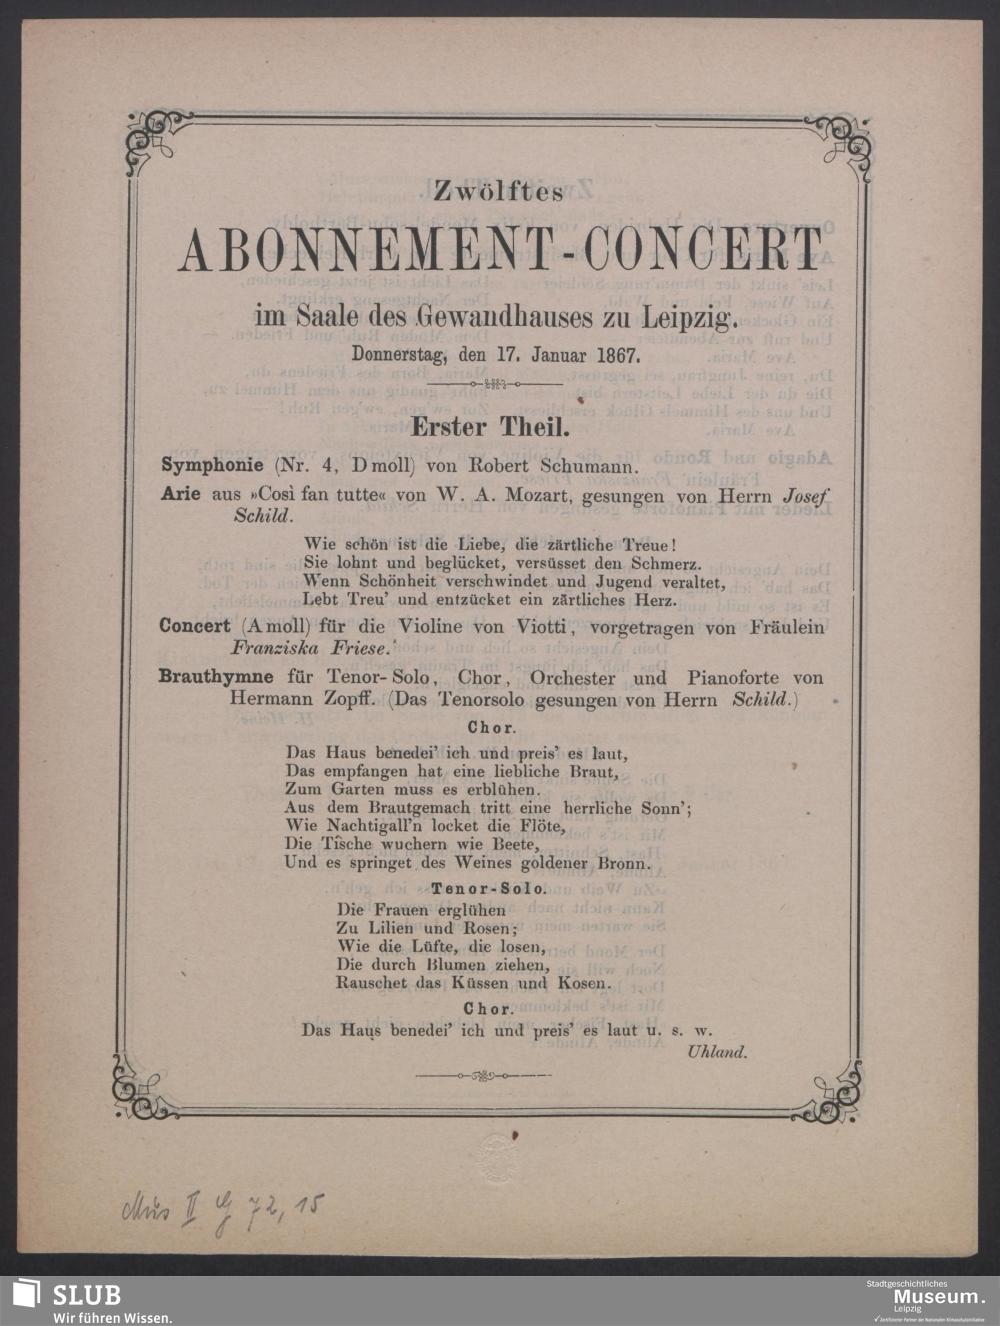 Zwölftes
ABONNEMENT-CONCERT
im Saale des Gewandhauses zu Leipzig.
Donnerstag, den 17. Januar 1867.
Erster Theil.
Symphonie (Nr. 4, D moll) von Robert Schumann.
Arie aus »Così fan tutte« von W. A. Mozart, gesungen von Herrn Josef
Schild.
Wie schön ist die Liebe, die zärtliche Treue!
Sie lohnt und beglücket, versüsset den Schmerz.
Wenn Schönheit verschwindet und Jugend veraltet,
Lebt Treu' und entzücket ein zärtliches Herz.
Concert (A moll) für die Violine von Viotti, vorgetragen von Fräulein
Franziska Friese.
Brauthymne für Tenor-Solo, Chor, Orchester und Pianoforte von
Hermann Zopff. (Das Tenorsolo gesungen von Herrn Schild.)
Chor.
Das Haus benedei' ich und preis' es laut,
Das empfangen hat eine liebliche Braut,
Zum Garten muss es erblühen.
Aus dem Brautgemach tritt eine herrliche Sonn';
Wie Nachtigall'n locket die Flöte,
Die Tische wuchern wie Beete,
Und es springet des Weines goldener Bronn.
Tenor-Solo.
Die Frauen erglühen
Zu Lilien und Rosen;
Wie die Lüfte, die losen,
Die durch Blumen ziehen,
Rauschet das Küssen und Kosen.
Chor.
Das Haus benedei' ich und preis' es laut u. s. w.
Uhland.
Mus II G 72, 15
SLUB
Wir führen Wissen.
Stadtgeschichtliches
Museum.
Leipzig
Zertifizierter Partner der Nationalen Klimaschutzinitiative